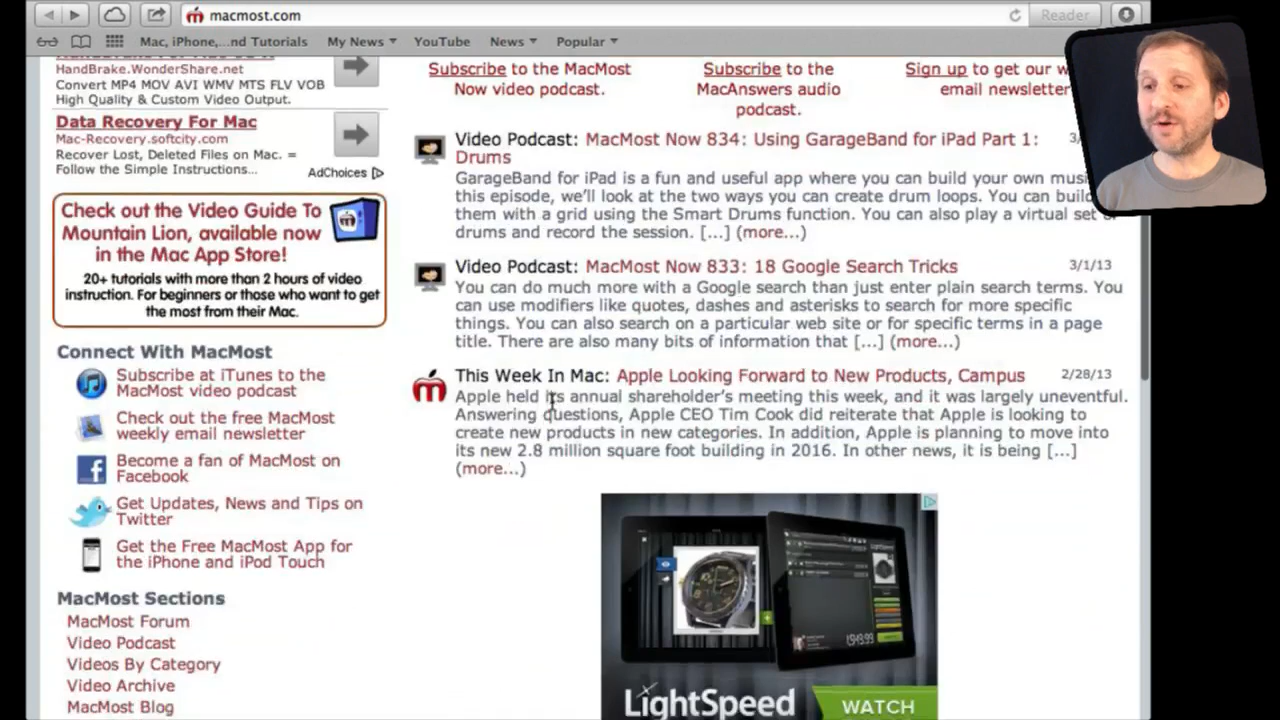 macmost.com
Reader
Mac, iPhone,...nd Tutorials
My News
YouTube
News
Popular
HandBrake.WonderShare.net
Convert MP4 MOV AVI WMV MTS FLV VOB
High Quality & Custom Video Output.
Data Recovery For Mac
Mac-Recovery.softcity.com
Recover Lost, Deleted Files on Mac. =
Follow the Simple Instructions...
AdChoices
Check out the Video Guide To
Mountain Lion, available now
in the Mac App Store!
20+ tutorials with more than 2 hours of video
instruction. For beginners or those who want to get
the most from their Mac.
Connect With MacMost
Subscribe at iTunes to the
MacMost video podcast
Check out the free MacMost
weekly email newsletter
Become a fan of MacMost on
Facebook
Get Updates, News and Tips on
Twitter
Get the Free MacMost App for
the iPhone and iPod Touch
MacMost Sections
MacMost Forum
Video Podcast
Videos By Category
Video Archive
MacMost Blog
Subscribe to the MacMost
Now video podcast.
Subscribe to the
MacAnswers audio
podcast.
Sign up to get our w
email newsletter
Video Podcast: MacMost Now 834: Using GarageBand for iPad Part 1:
Drums
GarageBand for iPad is a fun and useful app where you can build your own musi
this episode, we'll look at the two ways you can create drum loops. You can build
them with a grid using the Smart Drums function. You can also play a virtual set
drums and record the session. [...] (more...)
Video Podcast: MacMost Now 833: 18 Google Search Tricks 3/1/13
You can do much more with a Google search than just enter plain search terms. You
can use modifiers like quotes, dashes and asterisks to search for more specific
things. You can also search on a particular web site or for specific terms in a page
title. There are also many bits of information that [...] (more...)
This Week In Mac: Apple Looking Forward to New Products, Campus 2/28/13
Apple held its annual shareholder's meeting this week, and it was largely uneventful.
Answering questions, Apple CEO Tim Cook did reiterate that Apple is looking to
create new products in new categories. In addition, Apple is planning to move into
its new 2.8 million square foot building in 2016. In other news, it is being [...]
(more...)
LightSpeed
WATCH